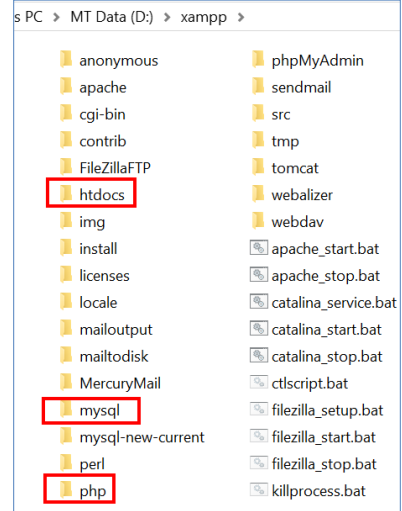 s PC > MT Data (D:) > xampp >
anonymous
apache
cgi-bin
contrib
FileZillaFTP
htdocs
img
install
licenses
locale
mailoutput
mailtodisk
MercuryMail
mysql
mysql-new-current
perl
php
phpMyAdmin
sendmail
src
tmp
tomcat
webalizer
webdav
apache_start.bat
apache_stop.bat
catalina_service.bat
catalina_start.bat
catalina_stop.bat
ctlscript.bat
filezilla_setup.bat
filezilla_start.bat
filezilla_stop.bat
killprocess.bat